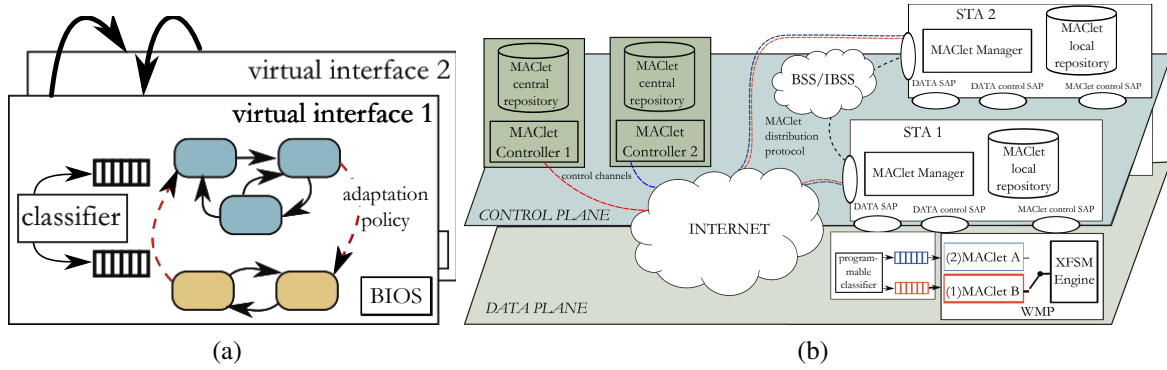 virtual interface 2
virtual interface 1
classifier
adaptation
policy
BIOS
(a)
STA 2
MAClet Manager
MAClet
local
repository
DATA SAP
DATA control SAP
MAClet control SAP
MAClet
central
repository
MAClet
Controller 1
MAClet
central
repository
MAClet
Controller 2
BSS/IBSS
MAClet
distribution
protocol
control channels
STA 1
MAClet Manager
MAClet
local
repository
DATA SAP
DATA control SAP
MAClet control SAP
CONTROL PLANE
INTERNET
program-
mable
classifier
(2)MAClet A
(1)MAClet B
XFSM
Engine
WMP
DATA PLANE
(b)